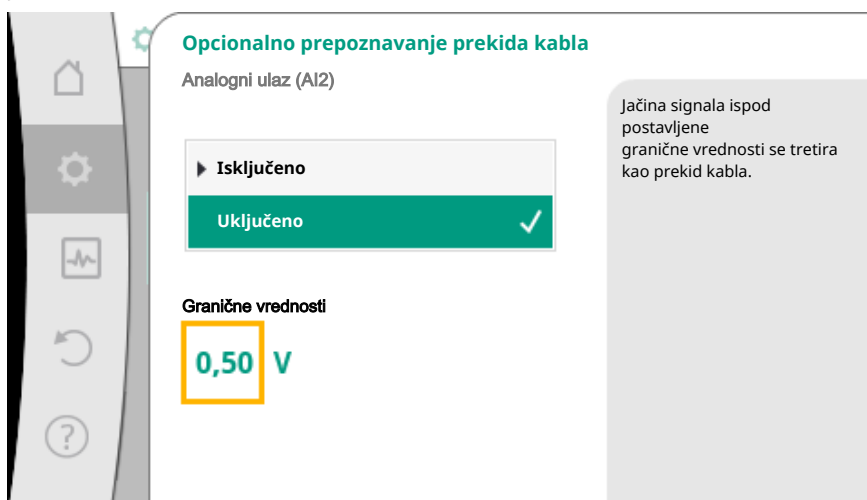 Opcionalno prepoznavanje prekida kabla
Analogni ulaz (AI2)
Isključeno
Uključeno
Granične vrednosti
0,50 V
Jačina signala ispod
postavljene
granične vrednosti se tretira
kao prekid kabla.
?